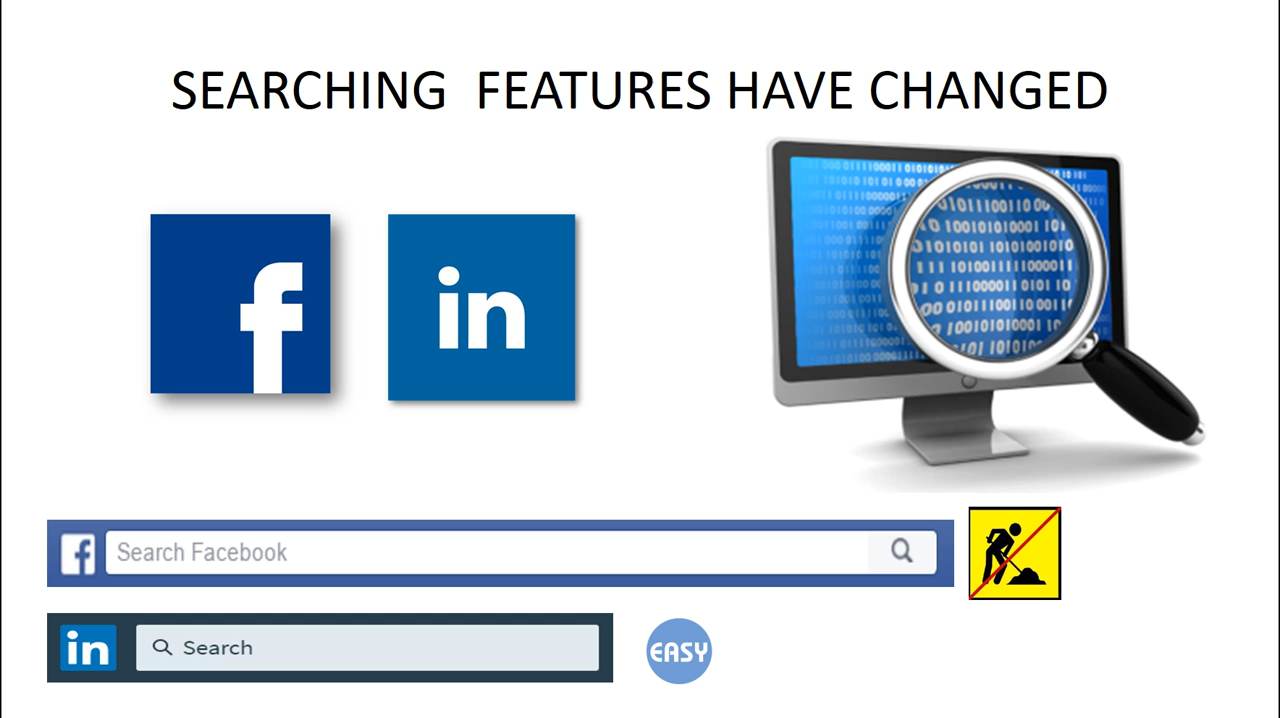 SEARCHING FEATURES HAVE CHANGED
f
in
f
Search Facebook
in
Search
EASY